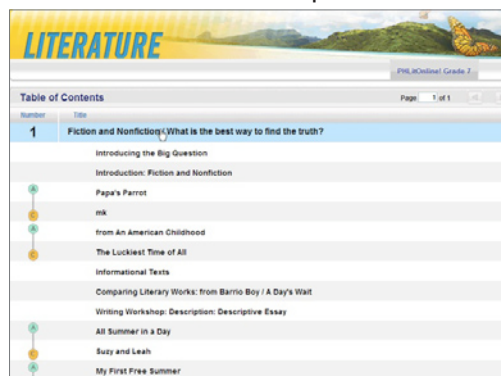 LITERATURE
PHLitOnline! Grade 7
Table of Contents
Page 1 of 1
Number Title
1 Fiction and Nonfiction: What is the best way to find the truth?
Introducing the Big Question
Introduction: Fiction and Nonfiction
A Papa's Parrot
C mk
A from An American Childhood
C The Luckiest Time of All
Informational Texts
Comparing Literary Works: from Barrio Boy / A Day's Wait
Writing Workshop: Description: Descriptive Essay
A All Summer in a Day
C Suzy and Leah
A My First Free Summer